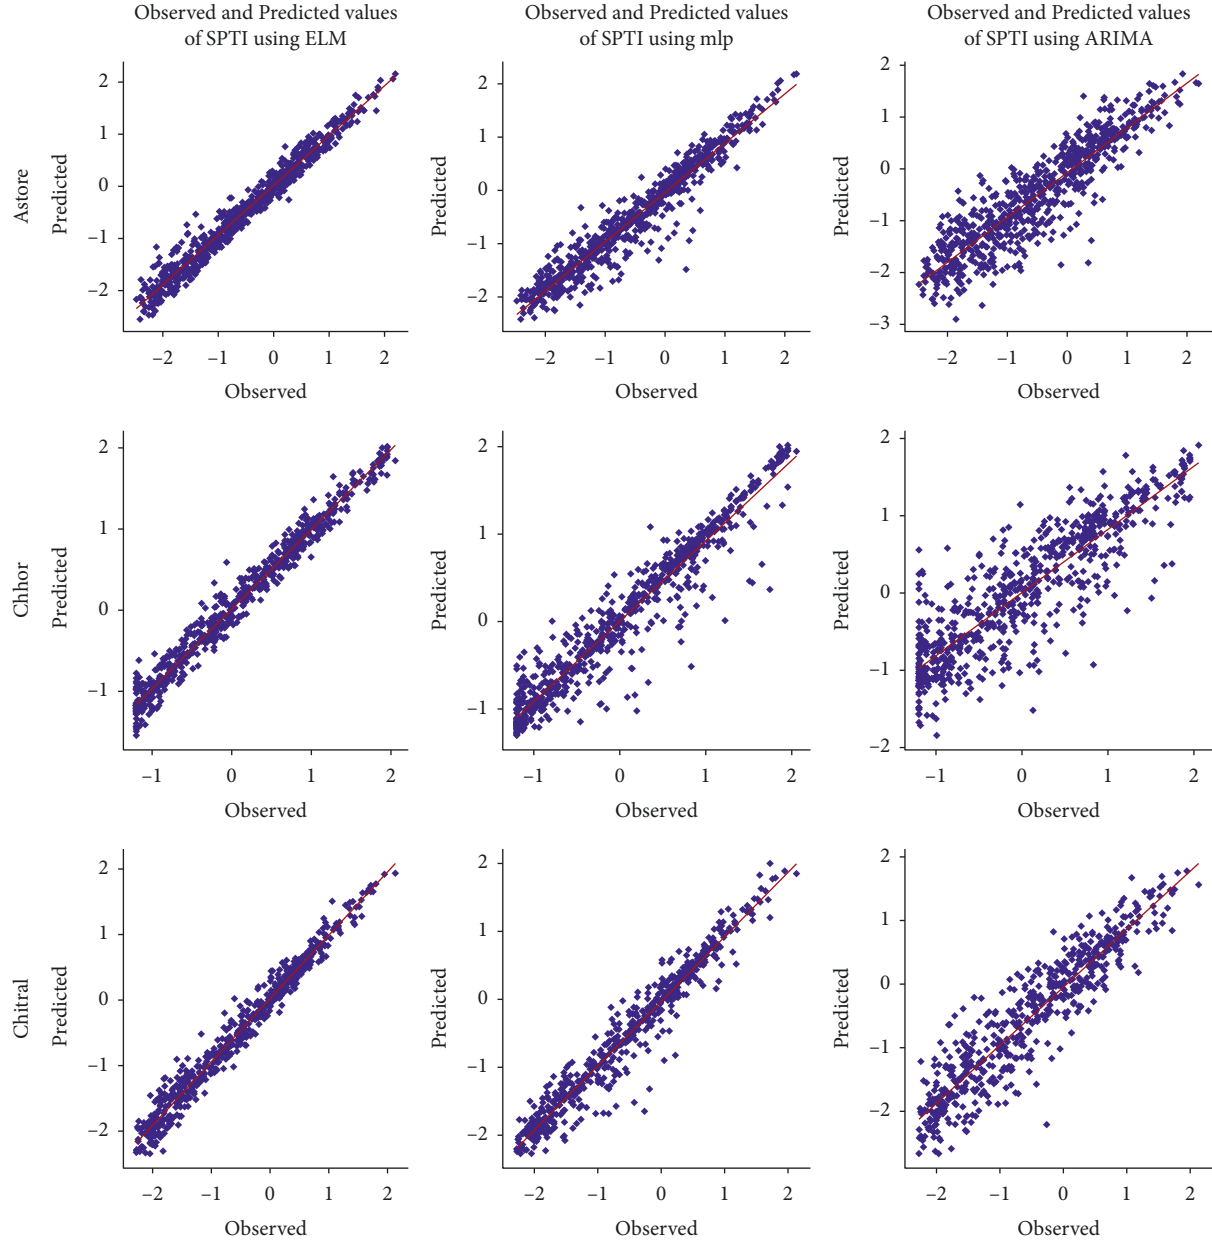 Observed and Predicted values
of SPTI using ELM
Observed and Predicted values
of SPTI using mlp
Observed and Predicted values
of SPTI using ARIMA
Astore
Predicted
2
1
0
−1
−2
−2 −1 0 1 2
Observed
Predicted
2
1
0
−1
−2
−2 −1 0 1 2
Observed
Predicted
2
1
0
−1
−2
−3
−2 −1 0 1 2
Observed
Chhor
Predicted
2
1
0
−1
−1 0 1 2
Observed
Predicted
2
1
0
−1
−1 0 1 2
Observed
Predicted
2
1
0
−1
−2
−1 0 1 2
Observed
Chitral
Predicted
2
1
0
−1
−2
−2 −1 0 1 2
Observed
Predicted
2
1
0
−1
−2
−2 −1 0 1 2
Observed
Predicted
2
1
0
−1
−2
−2 −1 0 1 2
Observed